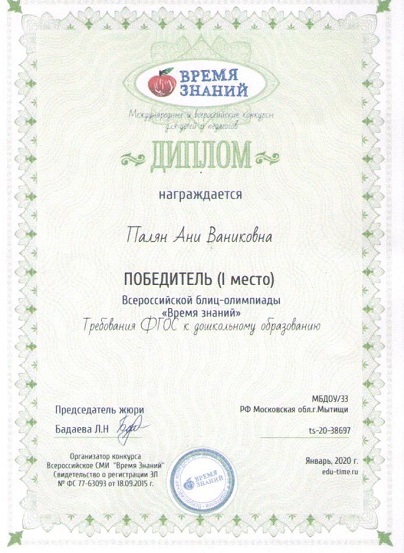 ВРЕМЯ
ЗНАНИЙ
Международные и всероссийские конкурсы
для детей и педагогов
ДИПЛОМ
награждается
Палян Ани Ваниковна
ПОБЕДИТЕЛЬ (I место)
Всероссийской блиц-олимпиады
«Время знаний»
Требования ФГОС к дошкольному образованию
МБДОУ/33
РФ Московская обл.г.Мытищи
Председатель жюри
Бадаева Л.Н
ts-20-38697
Организатор конкурса
Всероссийское СМИ "Время Знаний"
Свидетельство о регистрации ЭЛ
№ ФС 77-63093 от 18.09.2015 г.
ВРЕМЯ
ЗНАНИЙ
Январь, 2020 г.
edu-time.ru